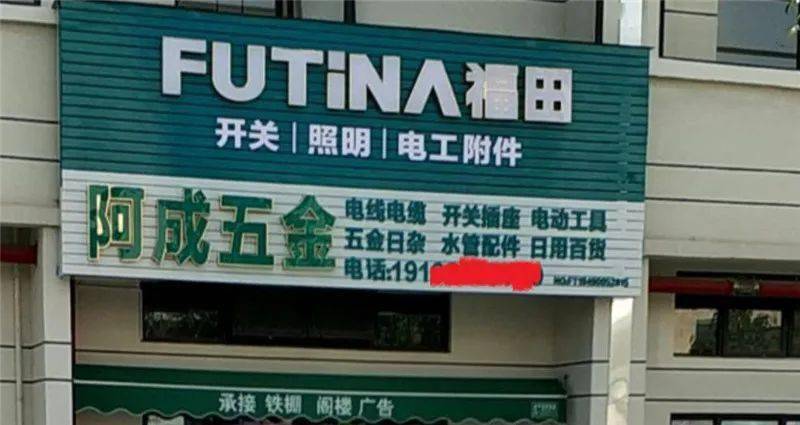 FUTINA福田
开关|照明|电工附件
阿成五金
电线电缆 开关插座 电动工具
五金日杂 水管配件 日用百货
电话:191
承接 铁棚 阁楼 广告